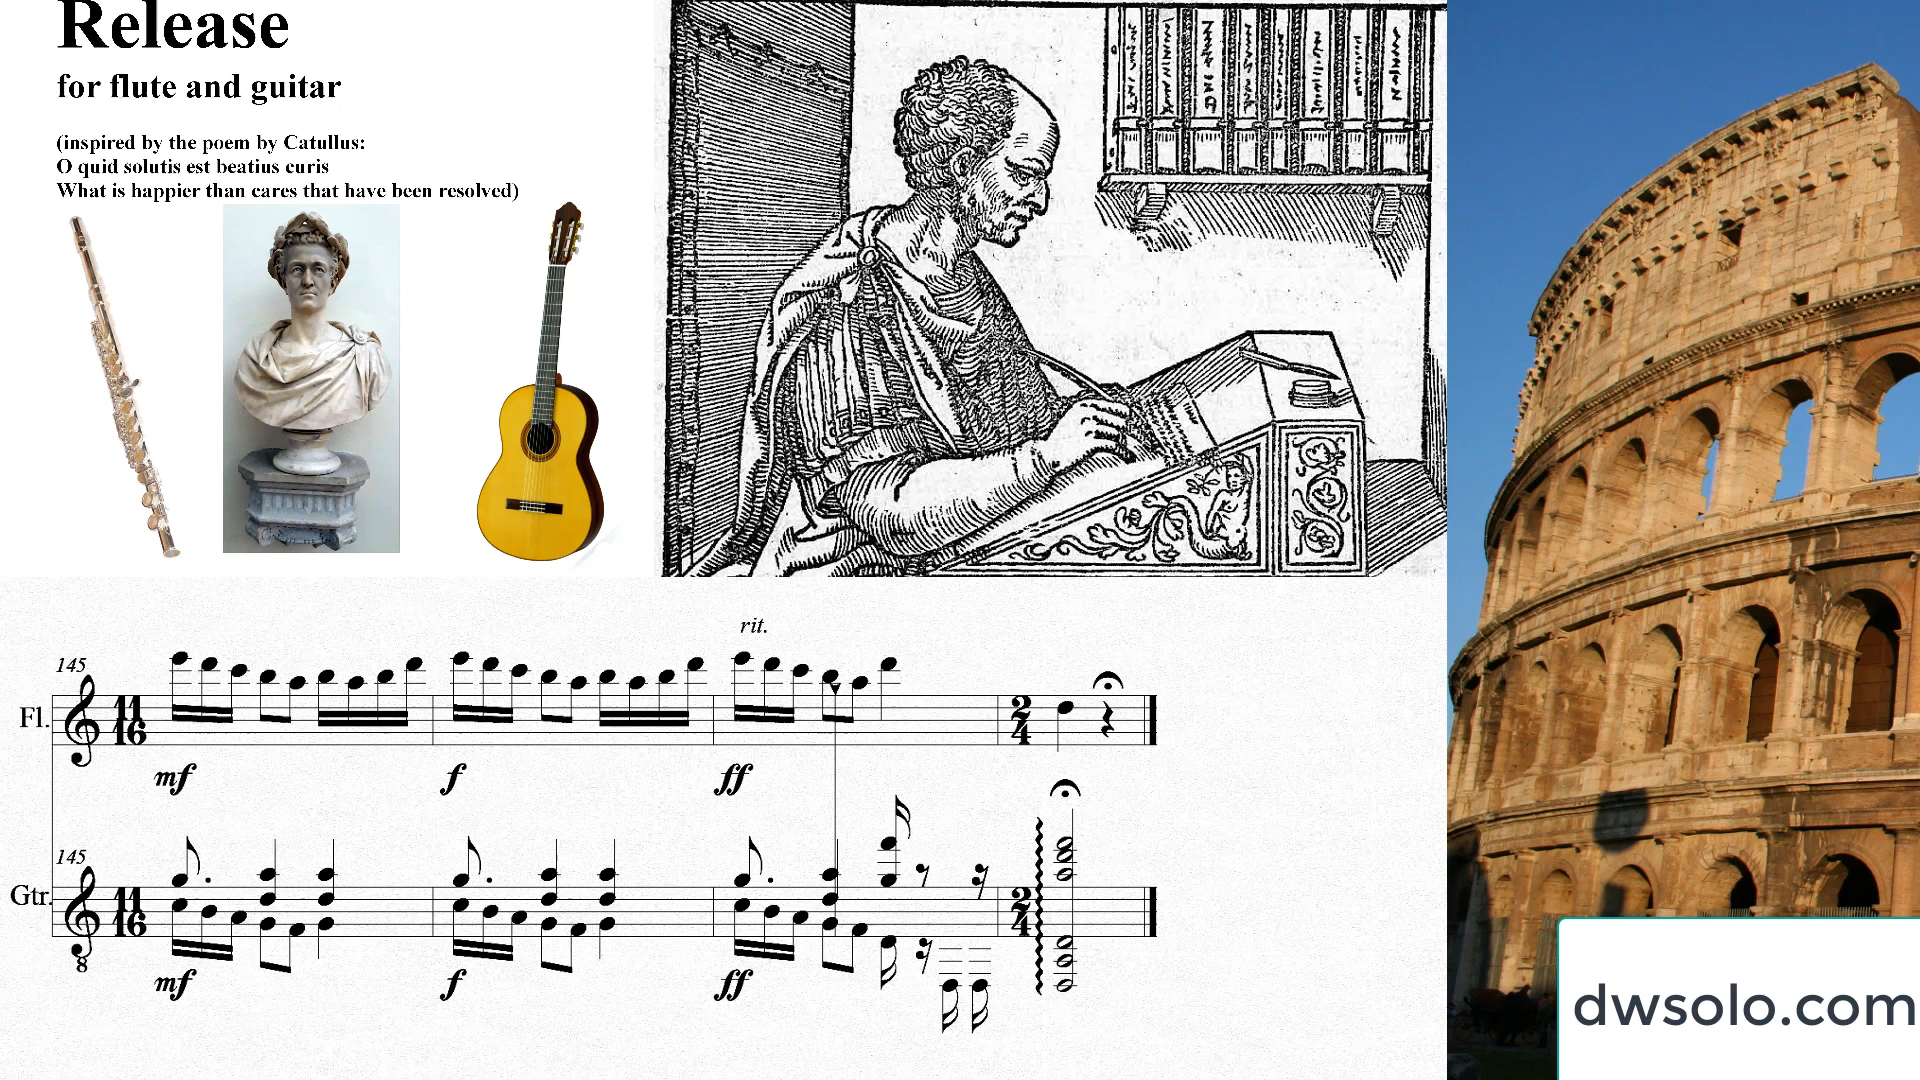 Release
for flute and guitar
(inspired by the poem by Catullus:
O quid solutis est beatius curis
What is happier than cares that have been resolved)
rit.
145
Fl.
11
16
2
4
mf
f
ff
145
Gtr.
11
16
2
4
8
mf
f
ff
dwsolo.com